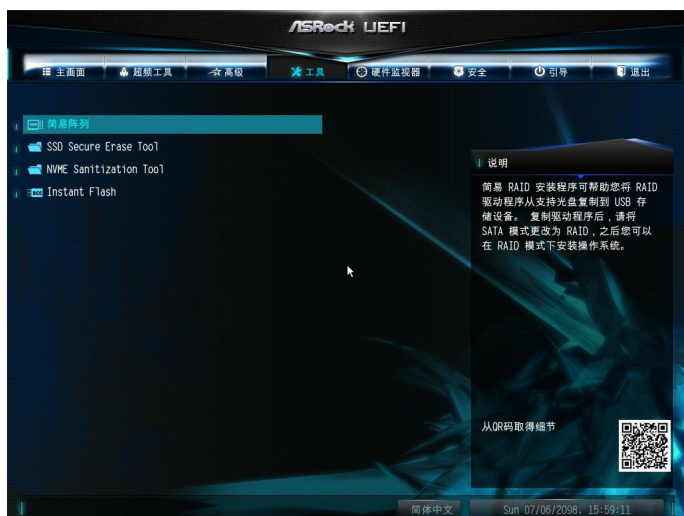 ASRock UEFI
主画面 超频工具 高级 工具 硬件监视器 安全 引导 退出
简易阵列
SSD Secure Erase Tool
NVME Sanitization Tool
Instant Flash
说明
简易 RAID 安装程序可帮助您将 RAID
驱动程序从支持光盘复制到 USB 存
储设备。 复制驱动程序后，请将
SATA 模式更改为 RAID，之后您可以
在 RAID 模式下安装操作系统。
从QR码取得细节
简体中文 Sun 07/06/2098. 15:59:11